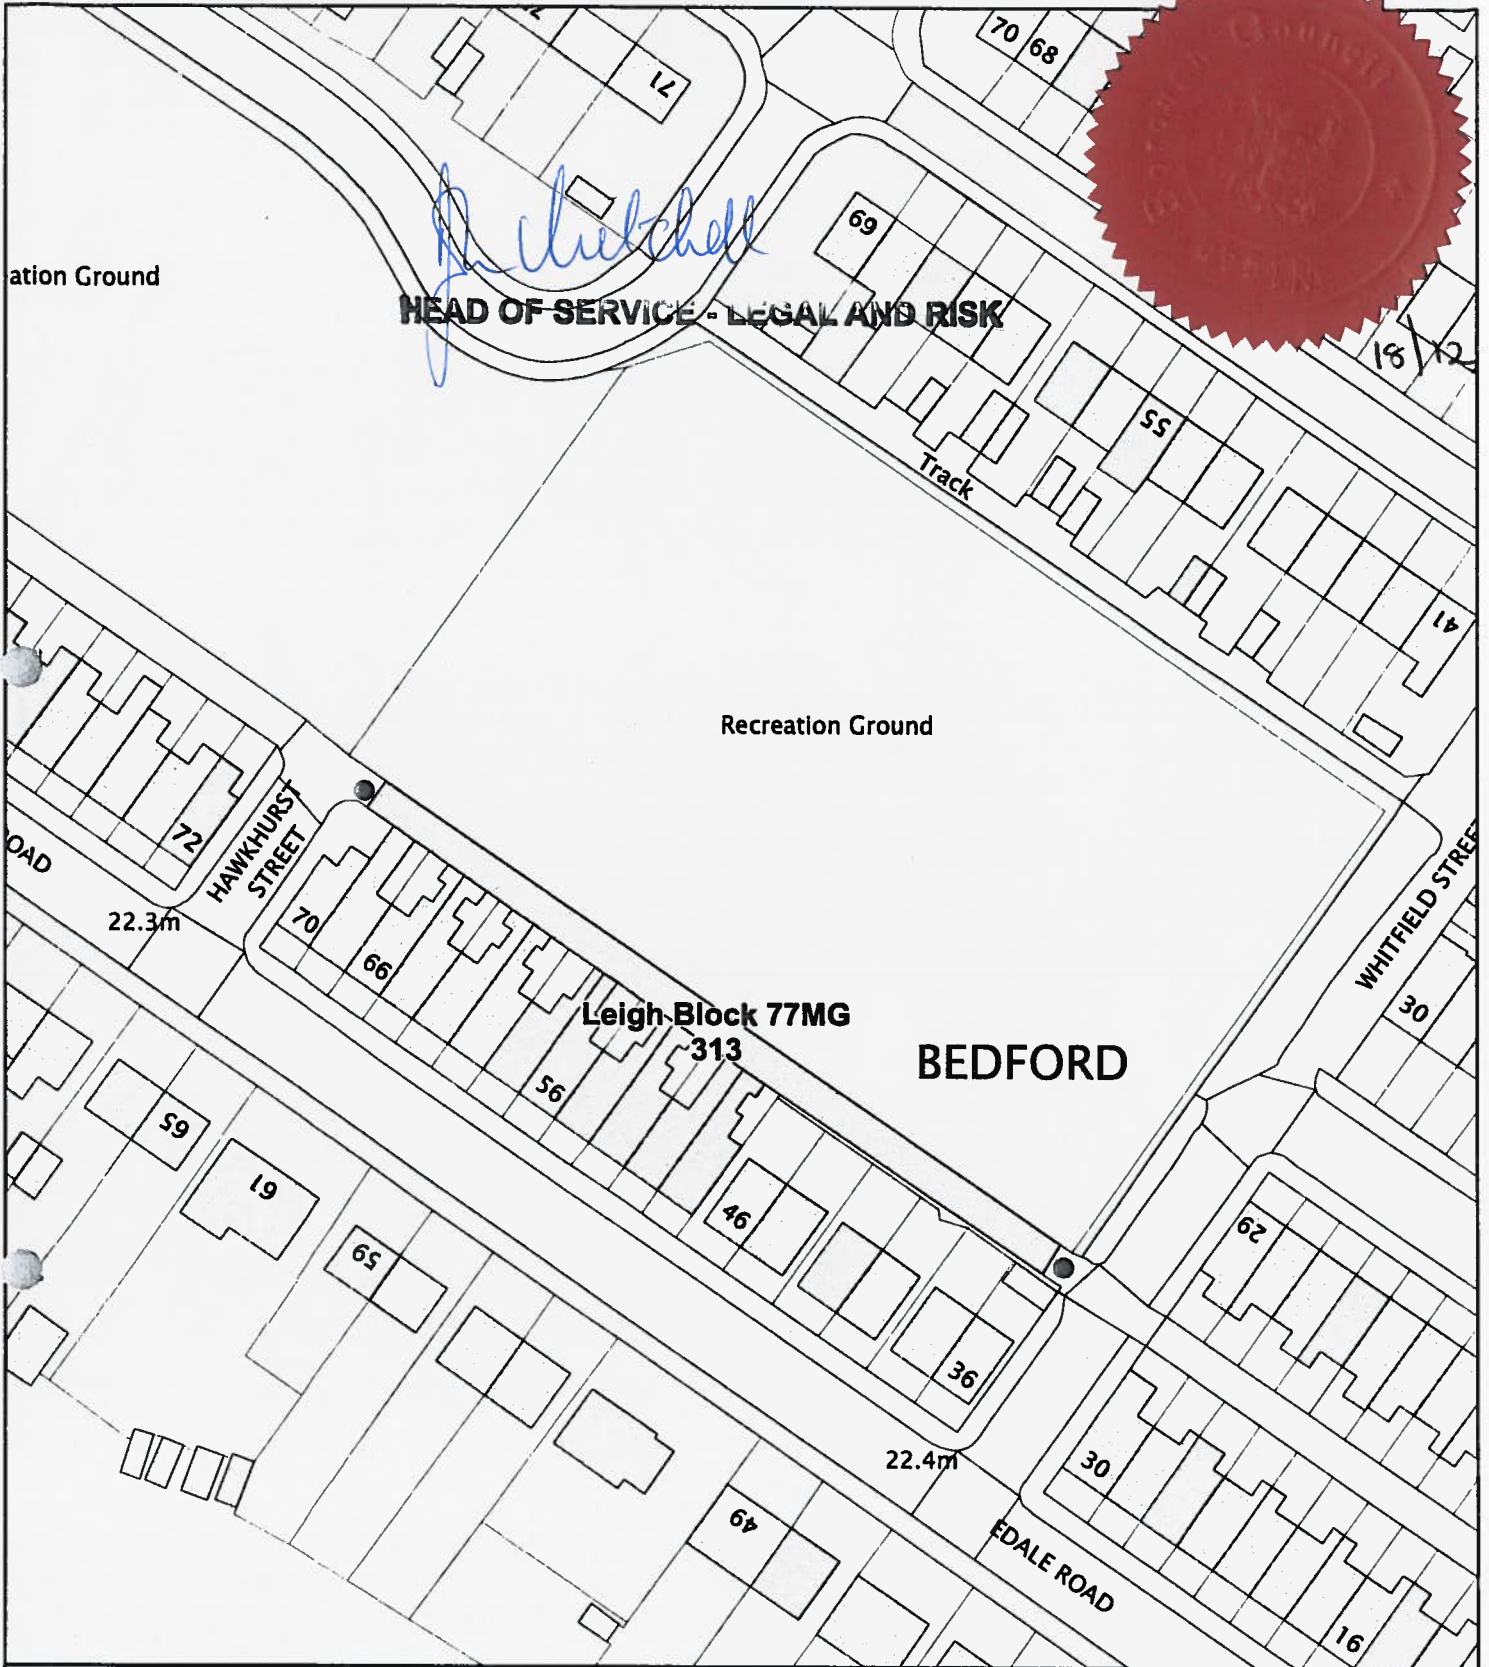 70 68
71
69
ation Ground
HEAD OF SERVICE - LEGAL AND RISK
18/12
55
Track
41
Recreation Ground
72
HAWKHURST
STREET
OAD
22.3m
70
66
WHITFIELD STREE
30
Leigh Block 77MG
313
BEDFORD
56
65
61
59
46
29
36
22.4m
30
49
EDALE ROAD
16